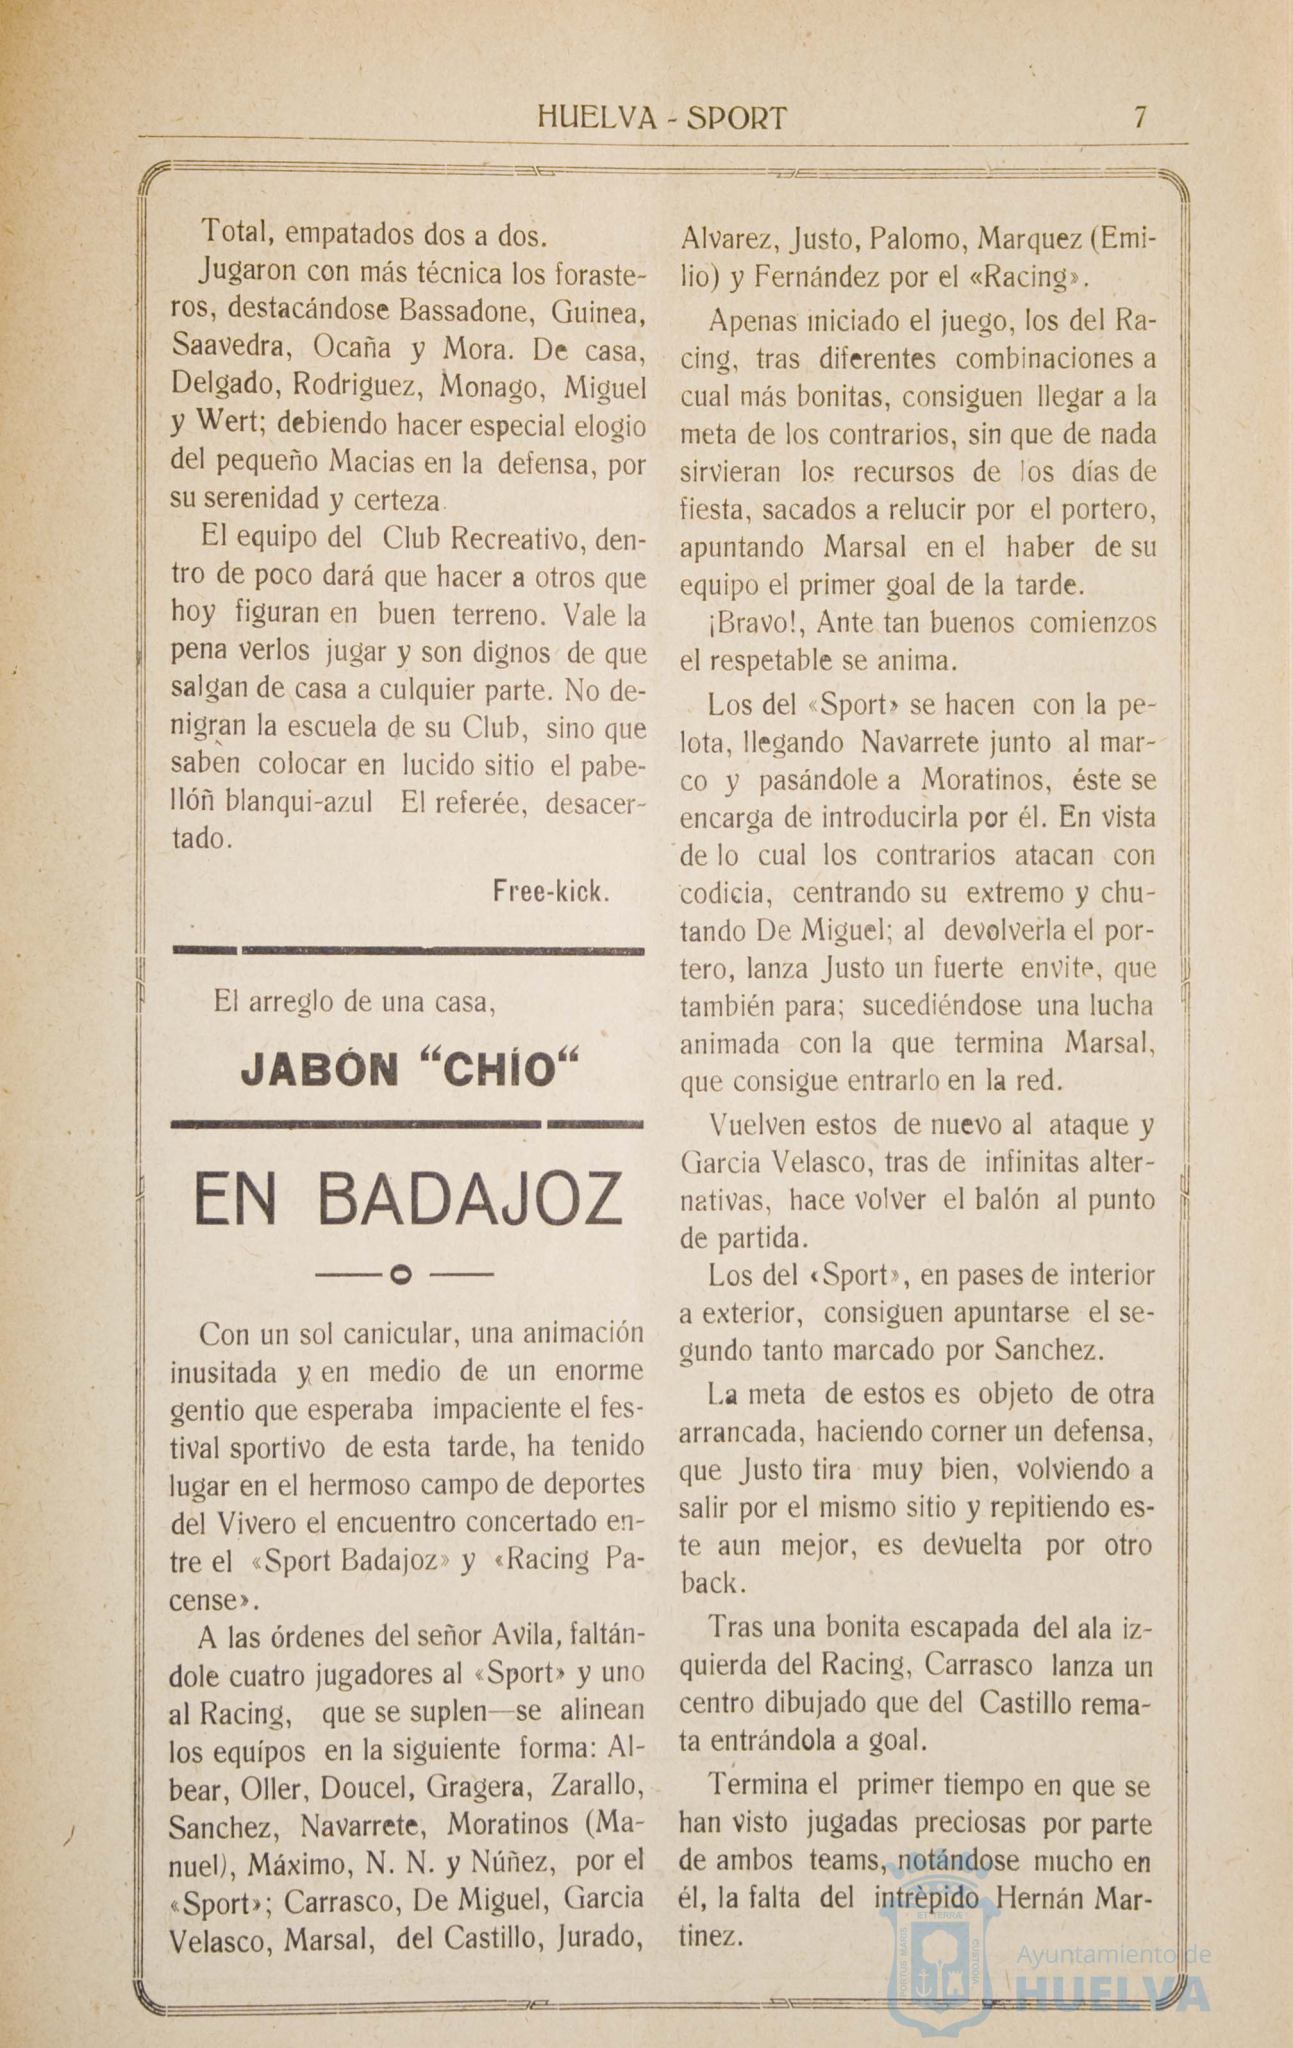 HUELVA - SPORT
7
Total, empatados dos a dos.
Jugaron con más técnica los foraste-
ros, destacándose Bassadone, Guinea,
Saavedra, Ocaña y Mora. De casa,
Delgado, Rodriguez, Monago, Miguel
y Wert; debiendo hacer especial elogio
del pequeño Macias en la defensa, por
su serenidad y certeza.
El equipo del Club Recreativo, den-
tro de poco dará que hacer a otros que
hoy figuran en buen terreno. Vale la
pena verlos jugar y son dignos de que
salgan de casa a culquier parte. No de-
nigran la escuela de su Club, sino que
saben colocar en lucido sitio el pabe-
llóñ blanqui-azul El referée, desacer-
tado.
Free-kick.
El arreglo de una casa,
JABÓN "CHÍO"
EN BADAJOZ
Con un sol canicular, una animación
inusitada y en medio de un enorme
gentio que esperaba impaciente el fes-
tival sportivo de esta tarde, ha tenido
lugar en el hermoso campo de deportes
del Vivero el encuentro concertado en-
tre el «Sport Badajoz» y «Racing Pa-
cense».
A las órdenes del señor Avila, faltán-
dole cuatro jugadores al «Sport» y uno
al Racing, que se suplen—se alinean
los equípos en la siguiente forma: Al-
bear, Oller, Doucel, Gragera, Zarallo,
Sanchez, Navarrete, Moratinos (Ma-
nuel), Máximo, N. N. y Núñez, por el
«Sport»; Carrasco, De Miguel, Garcia
Velasco, Marsal, del Castillo, Jurado,
Alvarez, Justo, Palomo, Marquez (Emi-
lio) y Fernández por el «Racing».
Apenas iniciado el juego, los del Ra-
cing, tras diferentes combinaciones a
cual más bonitas, consiguen llegar a la
meta de los contrarios, sin que de nada
sirvieran los recursos de los días de
fiesta, sacados a relucir por el portero,
apuntando Marsal en el haber de su
equipo el primer goal de la tarde.
¡Bravo!, Ante tan buenos comienzos
el respetable se anima.
Los del «Sport» se hacen con la pe-
lota, llegando Navarrete junto al mar-
co y pasándole a Moratinos, éste se
encarga de introducirla por él. En vista
de lo cual los contrarios atacan con
codicia, centrando su extremo y chu-
tando De Miguel; al devolverla el por-
tero, lanza Justo un fuerte envite, que
también para; sucediéndose una lucha
animada con la que termina Marsal,
que consigue entrarlo en la red.
Vuelven estos de nuevo al ataque y
Garcia Velasco, tras de infinitas alter-
nativas, hace volver el balón al punto
de partida.
Los del «Sport», en pases de interior
a exterior, consiguen apuntarse el se-
gundo tanto marcado por Sanchez.
La meta de estos es objeto de otra
arrancada, haciendo corner un defensa,
que Justo tira muy bien, volviendo a
salir por el mismo sitio y repitiendo es-
te aun mejor, es devuelta por otro
back.
Tras una bonita escapada del ala iz-
quierda del Racing, Carrasco lanza un
centro dibujado que del Castillo rema-
ta entrándola a goal.
Termina el primer tiempo en que se
han visto jugadas preciosas por parte
de ambos teams, notándose mucho en
él, la falta del intrèpido Hernán Mar-
tinez.
PORTUS MARIS ET TERRÆ CUSTODIA
Ayuntamiento de
HUELVA